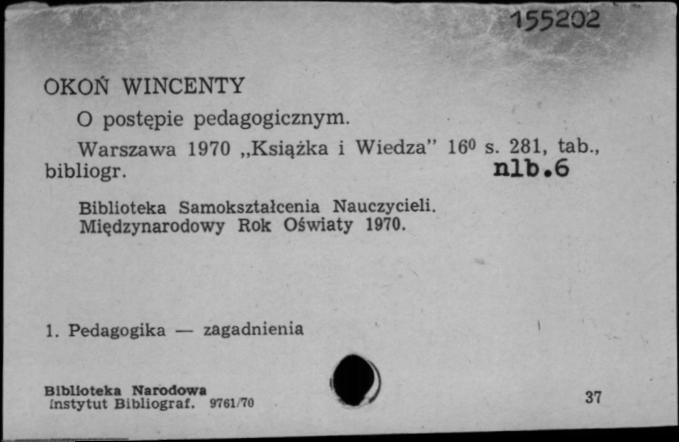 155202
OKOŃ WINCENTY
O postępie pedagogicznym.
Warszawa 1970 „Książka i Wiedza” 16⁰ s. 281, tab.,
bibliogr. nlb.6
Biblioteka Samokształcenia Nauczycieli.
Międzynarodowy Rok Oświaty 1970.
1. Pedagogika — zagadnienia
Biblioteka Narodowa
Instytut Bibliograf. 9761/70
37